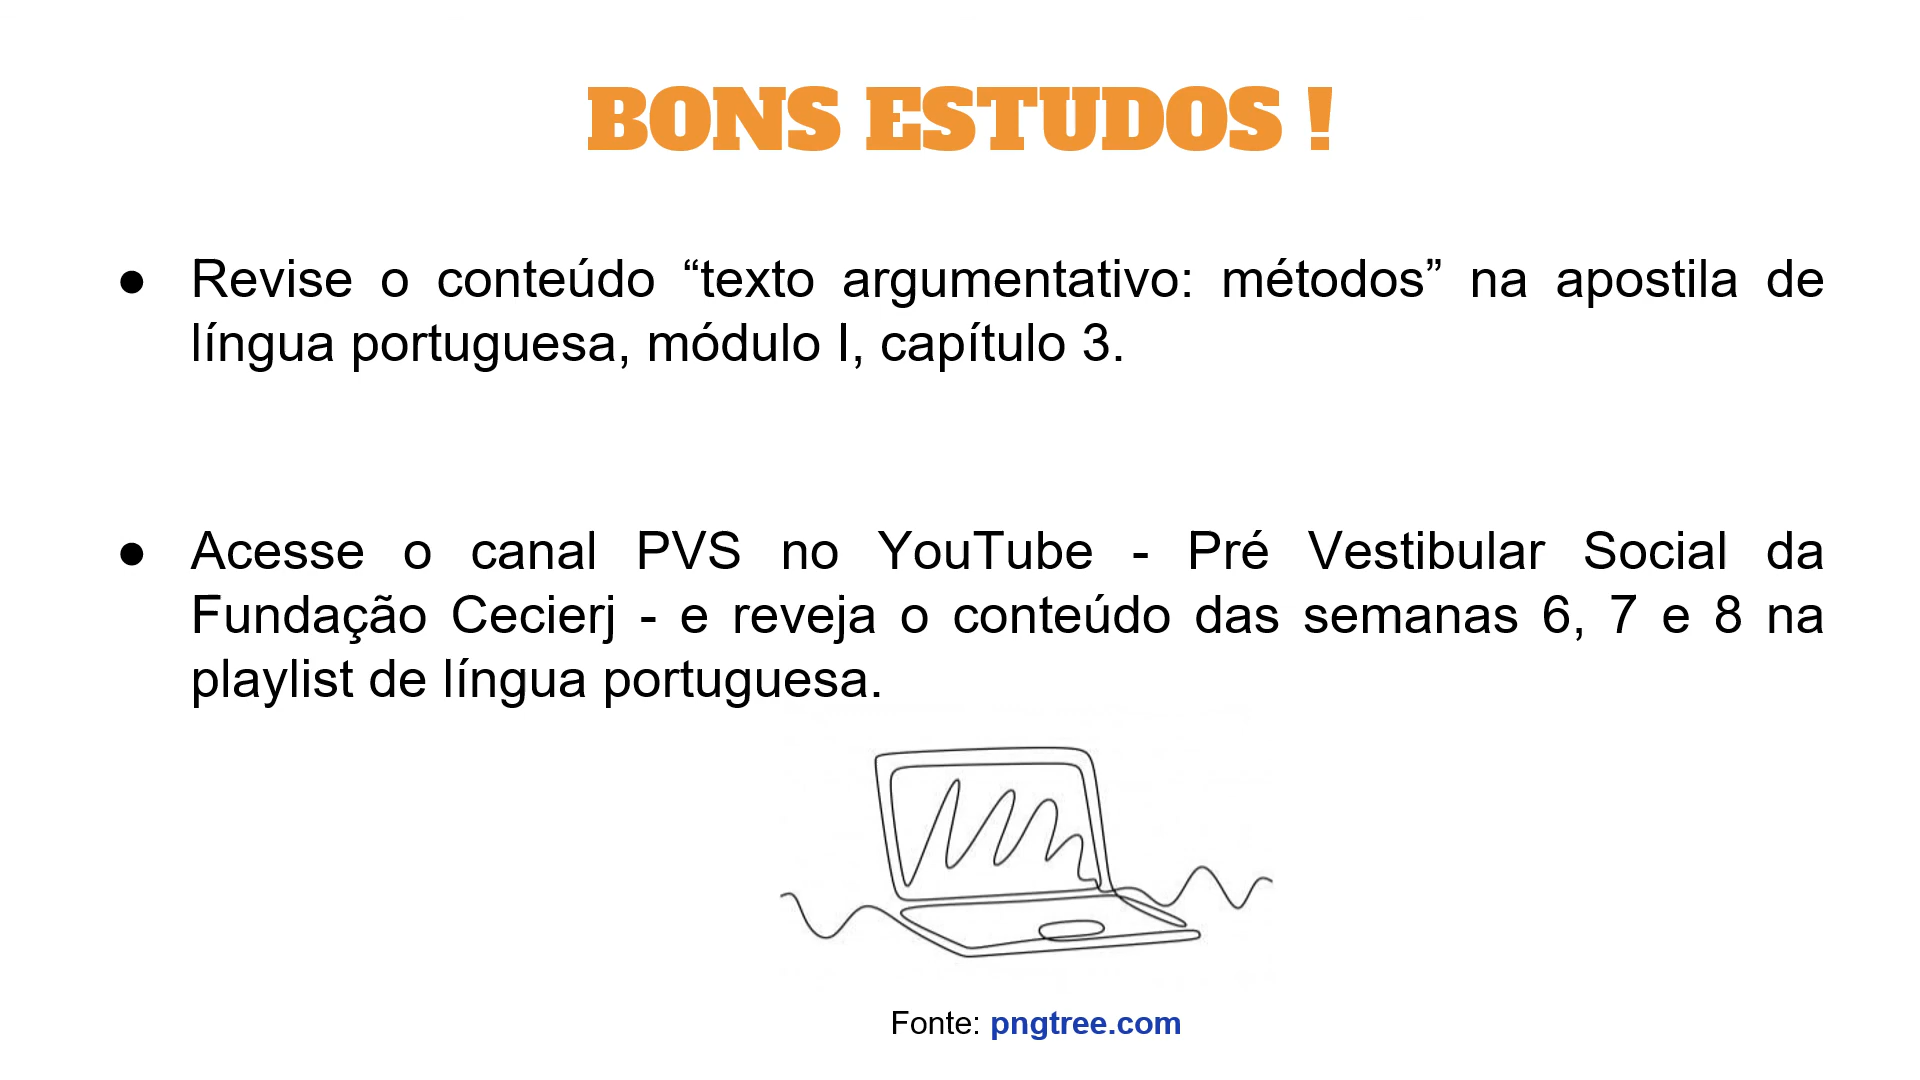 BONS ESTUDOS !
● Revise o conteúdo “texto argumentativo: métodos” na apostila de
língua portuguesa, módulo I, capítulo 3.
● Acesse o canal PVS no YouTube - Pré Vestibular Social da
Fundação Cecierj - e reveja o conteúdo das semanas 6, 7 e 8 na
playlist de língua portuguesa.
Fonte: pngtree.com